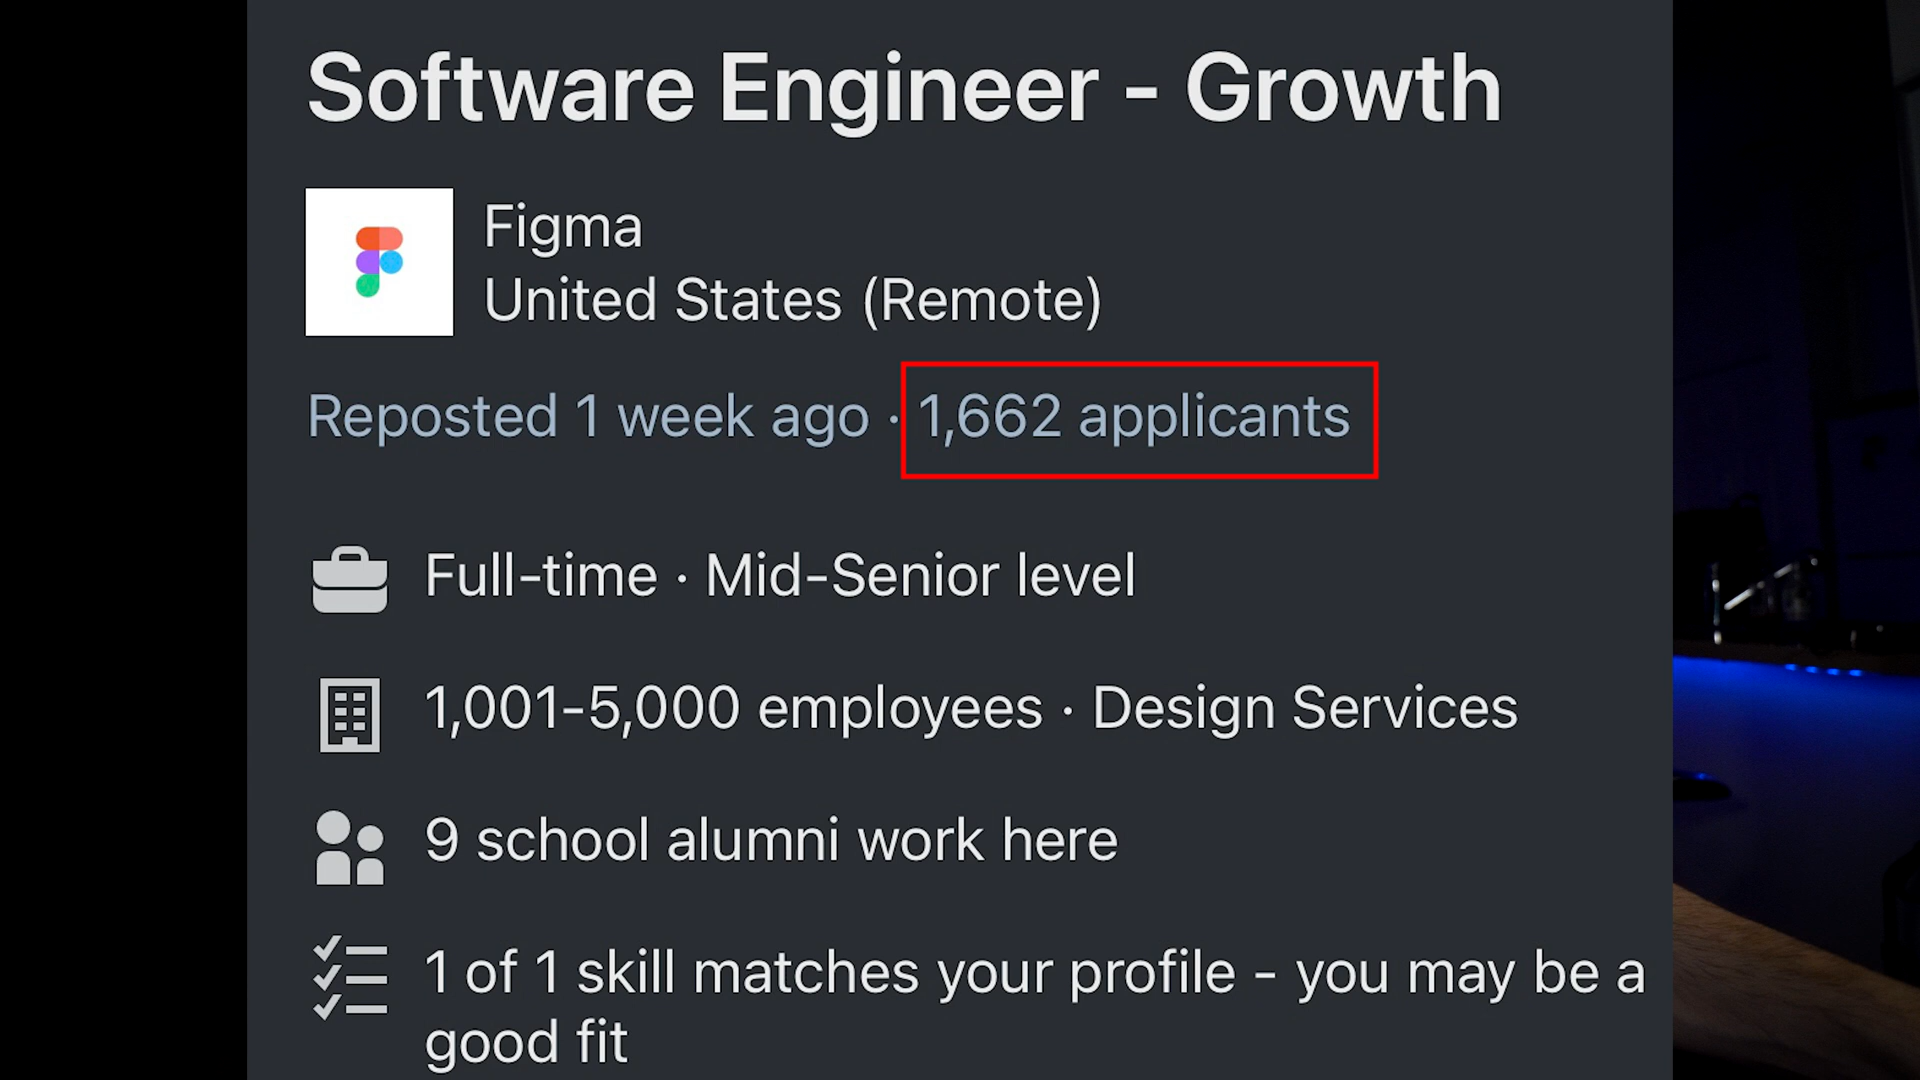 Software Engineer - Growth
Figma
United States (Remote)
Reposted 1 week ago · 1,662 applicants
Full-time · Mid-Senior level
1,001-5,000 employees · Design Services
9 school alumni work here
1 of 1 skill matches your profile - you may be a
good fit